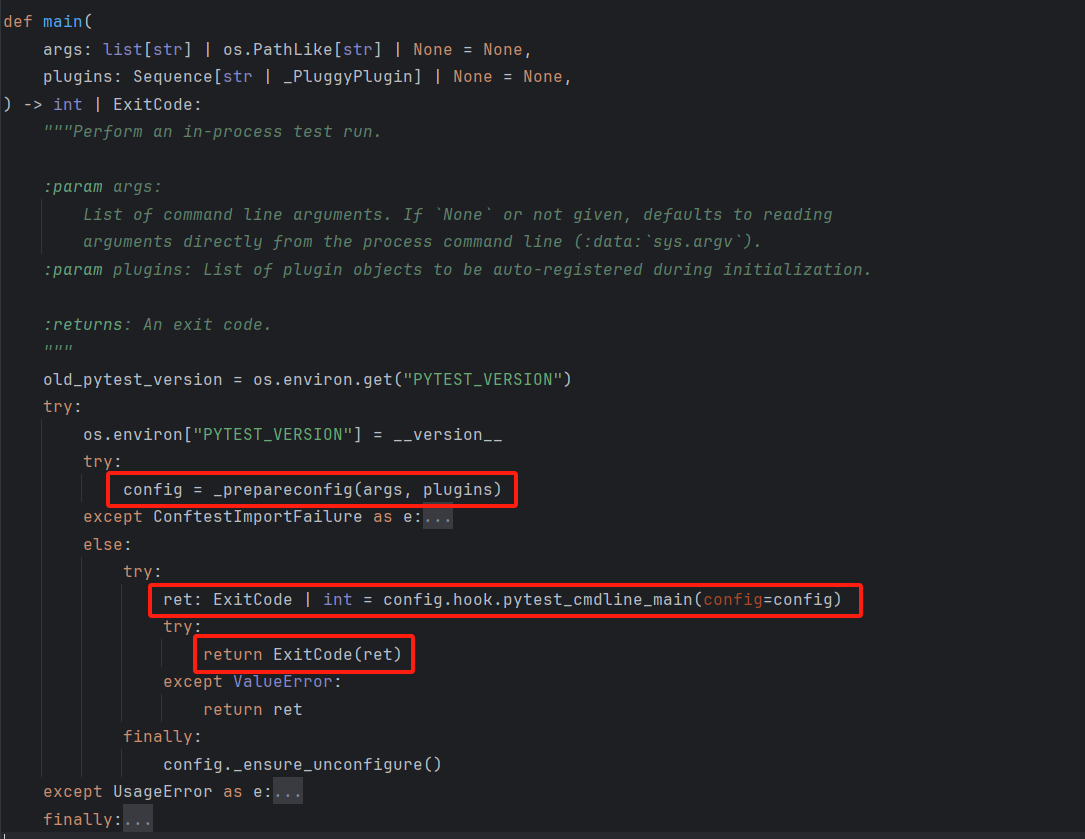 def main(
    args: list[str] | os.PathLike[str] | None = None,
    plugins: Sequence[str | _PluggyPlugin] | None = None,
) -> int | ExitCode:
    """Perform an in-process test run.

    :param args:
        List of command line arguments. If `None` or not given, defaults to reading
        arguments directly from the process command line (:data:`sys.argv`).
    :param plugins: List of plugin objects to be auto-registered during initialization.

    :returns: An exit code.
    """
    old_pytest_version = os.environ.get("PYTEST_VERSION")
    try:
        os.environ["PYTEST_VERSION"] = __version__
        try:
            config = _prepareconfig(args, plugins)
        except ConftestImportFailure as e:...
        else:
            try:
                ret: ExitCode | int = config.hook.pytest_cmdline_main(config=config)
                try:
                    return ExitCode(ret)
                except ValueError:
                    return ret
            finally:
                config._ensure_unconfigure()
    except UsageError as e:...
    finally:...